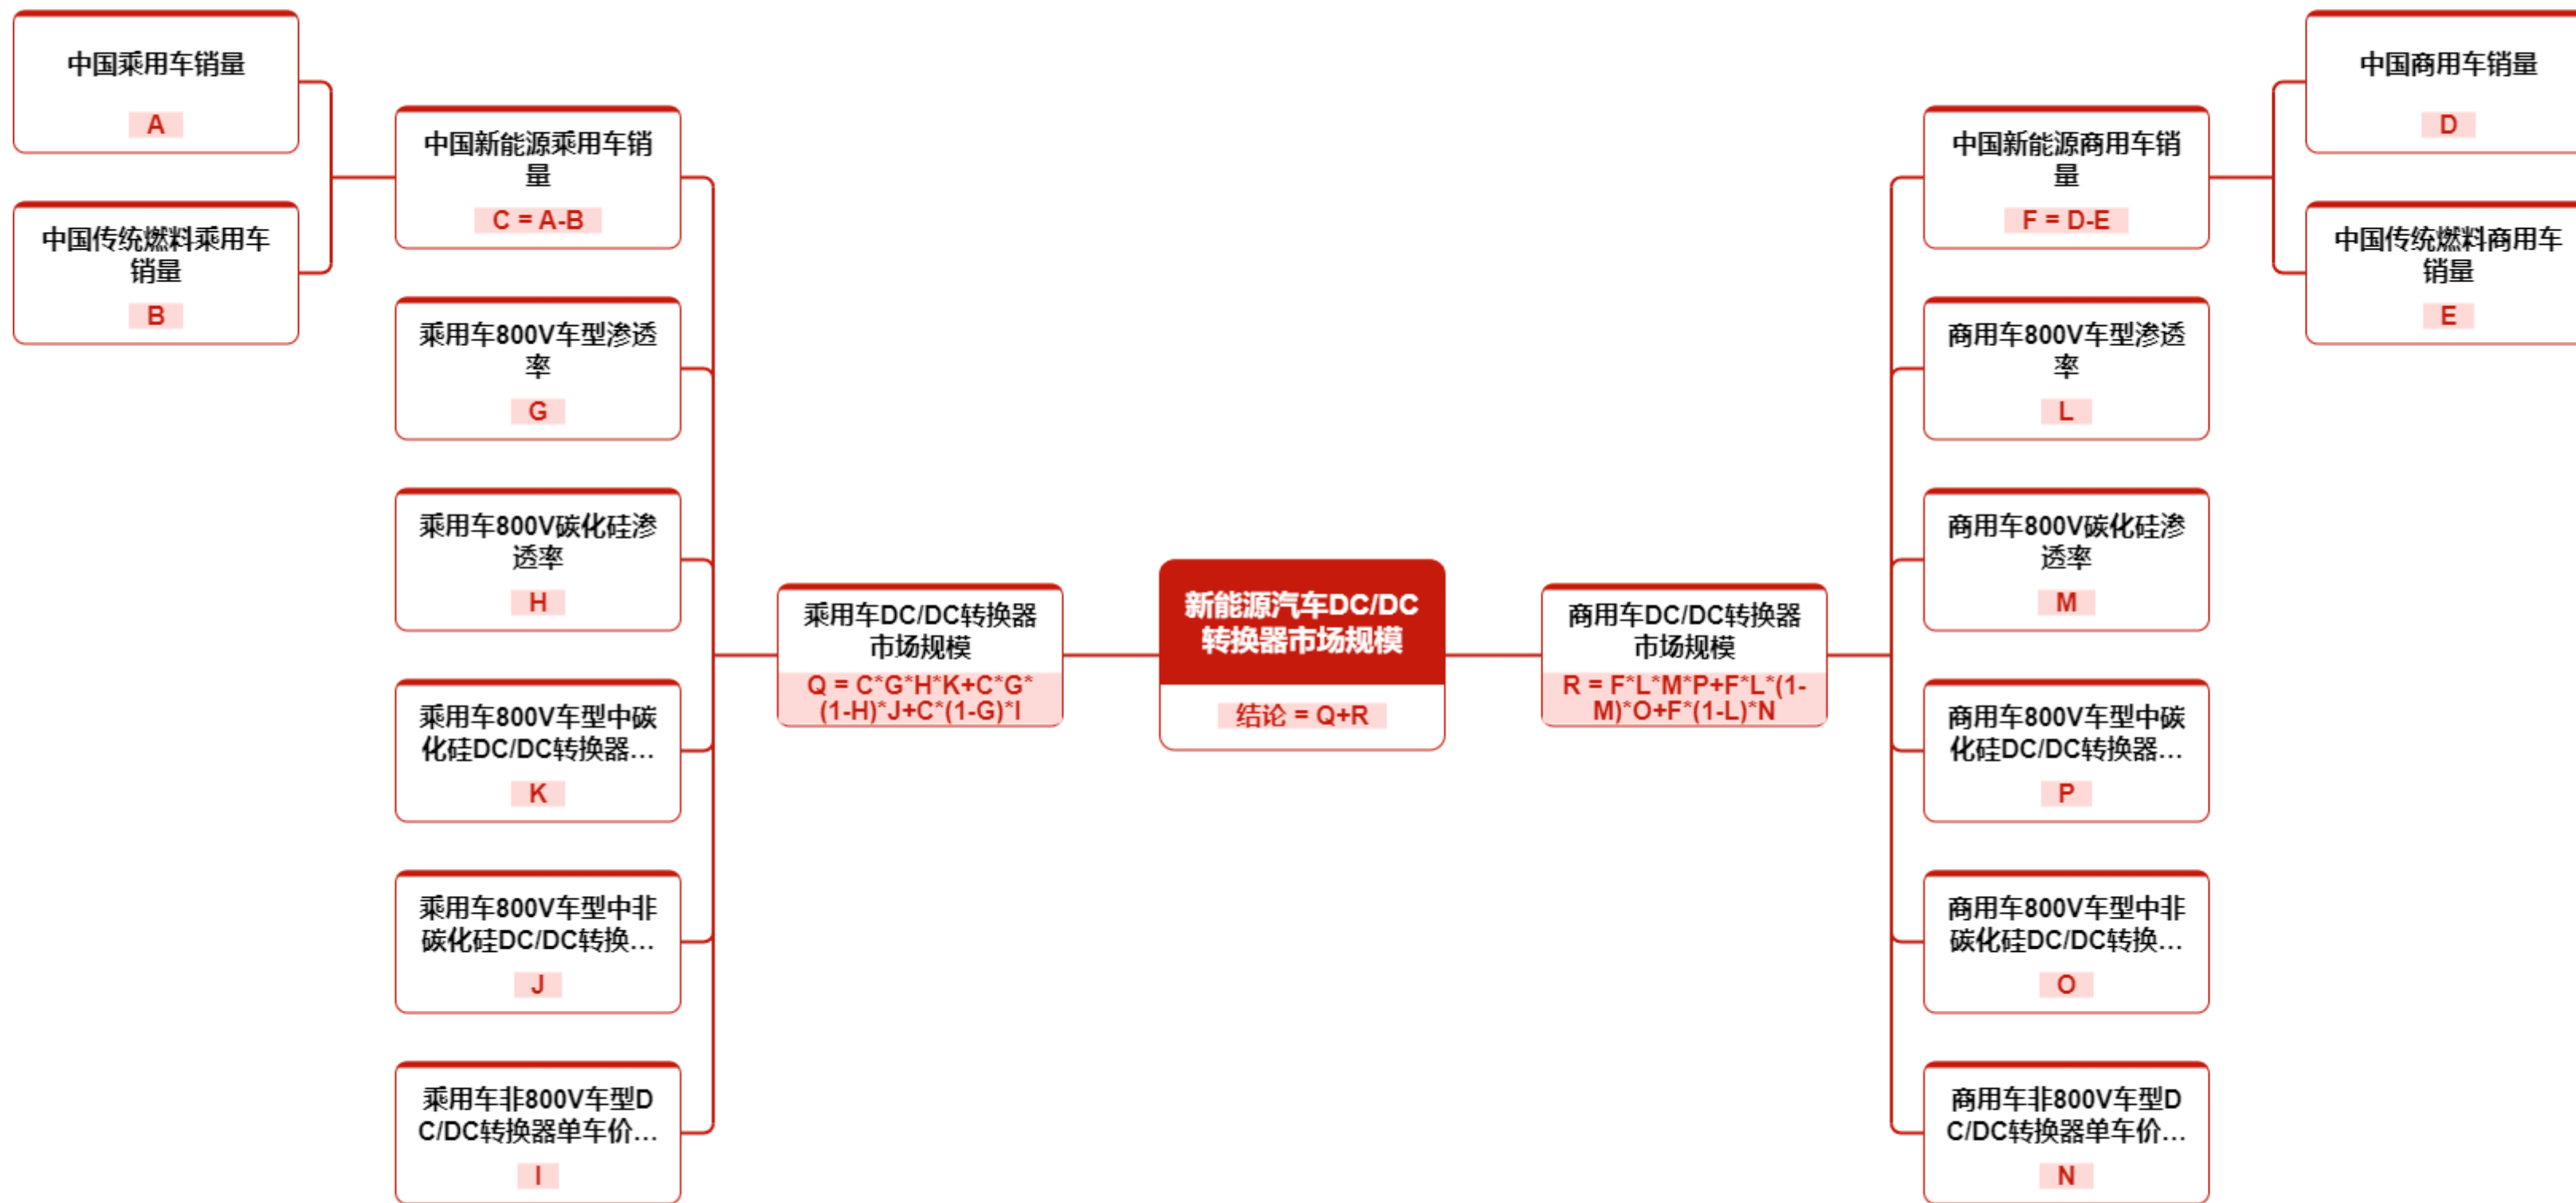 中国乘用车销量
A
中国传统燃料乘用车
销量
B
中国新能源乘用车销
量
C = A-B
乘用车800V车型渗透
率
G
乘用车800V碳化硅渗
透率
H
乘用车800V车型中碳
化硅DC/DC转换器...
K
乘用车800V车型中非
碳化硅DC/DC转换...
J
乘用车非800V车型D
C/DC转换器单车价...
I
乘用车DC/DC转换器
市场规模
Q = C*G*H*K+C*G*
(1-H)*J+C*(1-G)*I
新能源汽车DC/DC
转换器市场规模
结论 = Q+R
商用车DC/DC转换器
市场规模
R = F*L*M*P+F*L*(1-
M)*O+F*(1-L)*N
中国新能源商用车销
量
F = D-E
商用车800V车型渗透
率
L
商用车800V碳化硅渗
透率
M
商用车800V车型中碳
化硅DC/DC转换器...
P
商用车800V车型中非
碳化硅DC/DC转换...
O
商用车非800V车型D
C/DC转换器单车价...
N
中国商用车销量
D
中国传统燃料商用车
销量
E